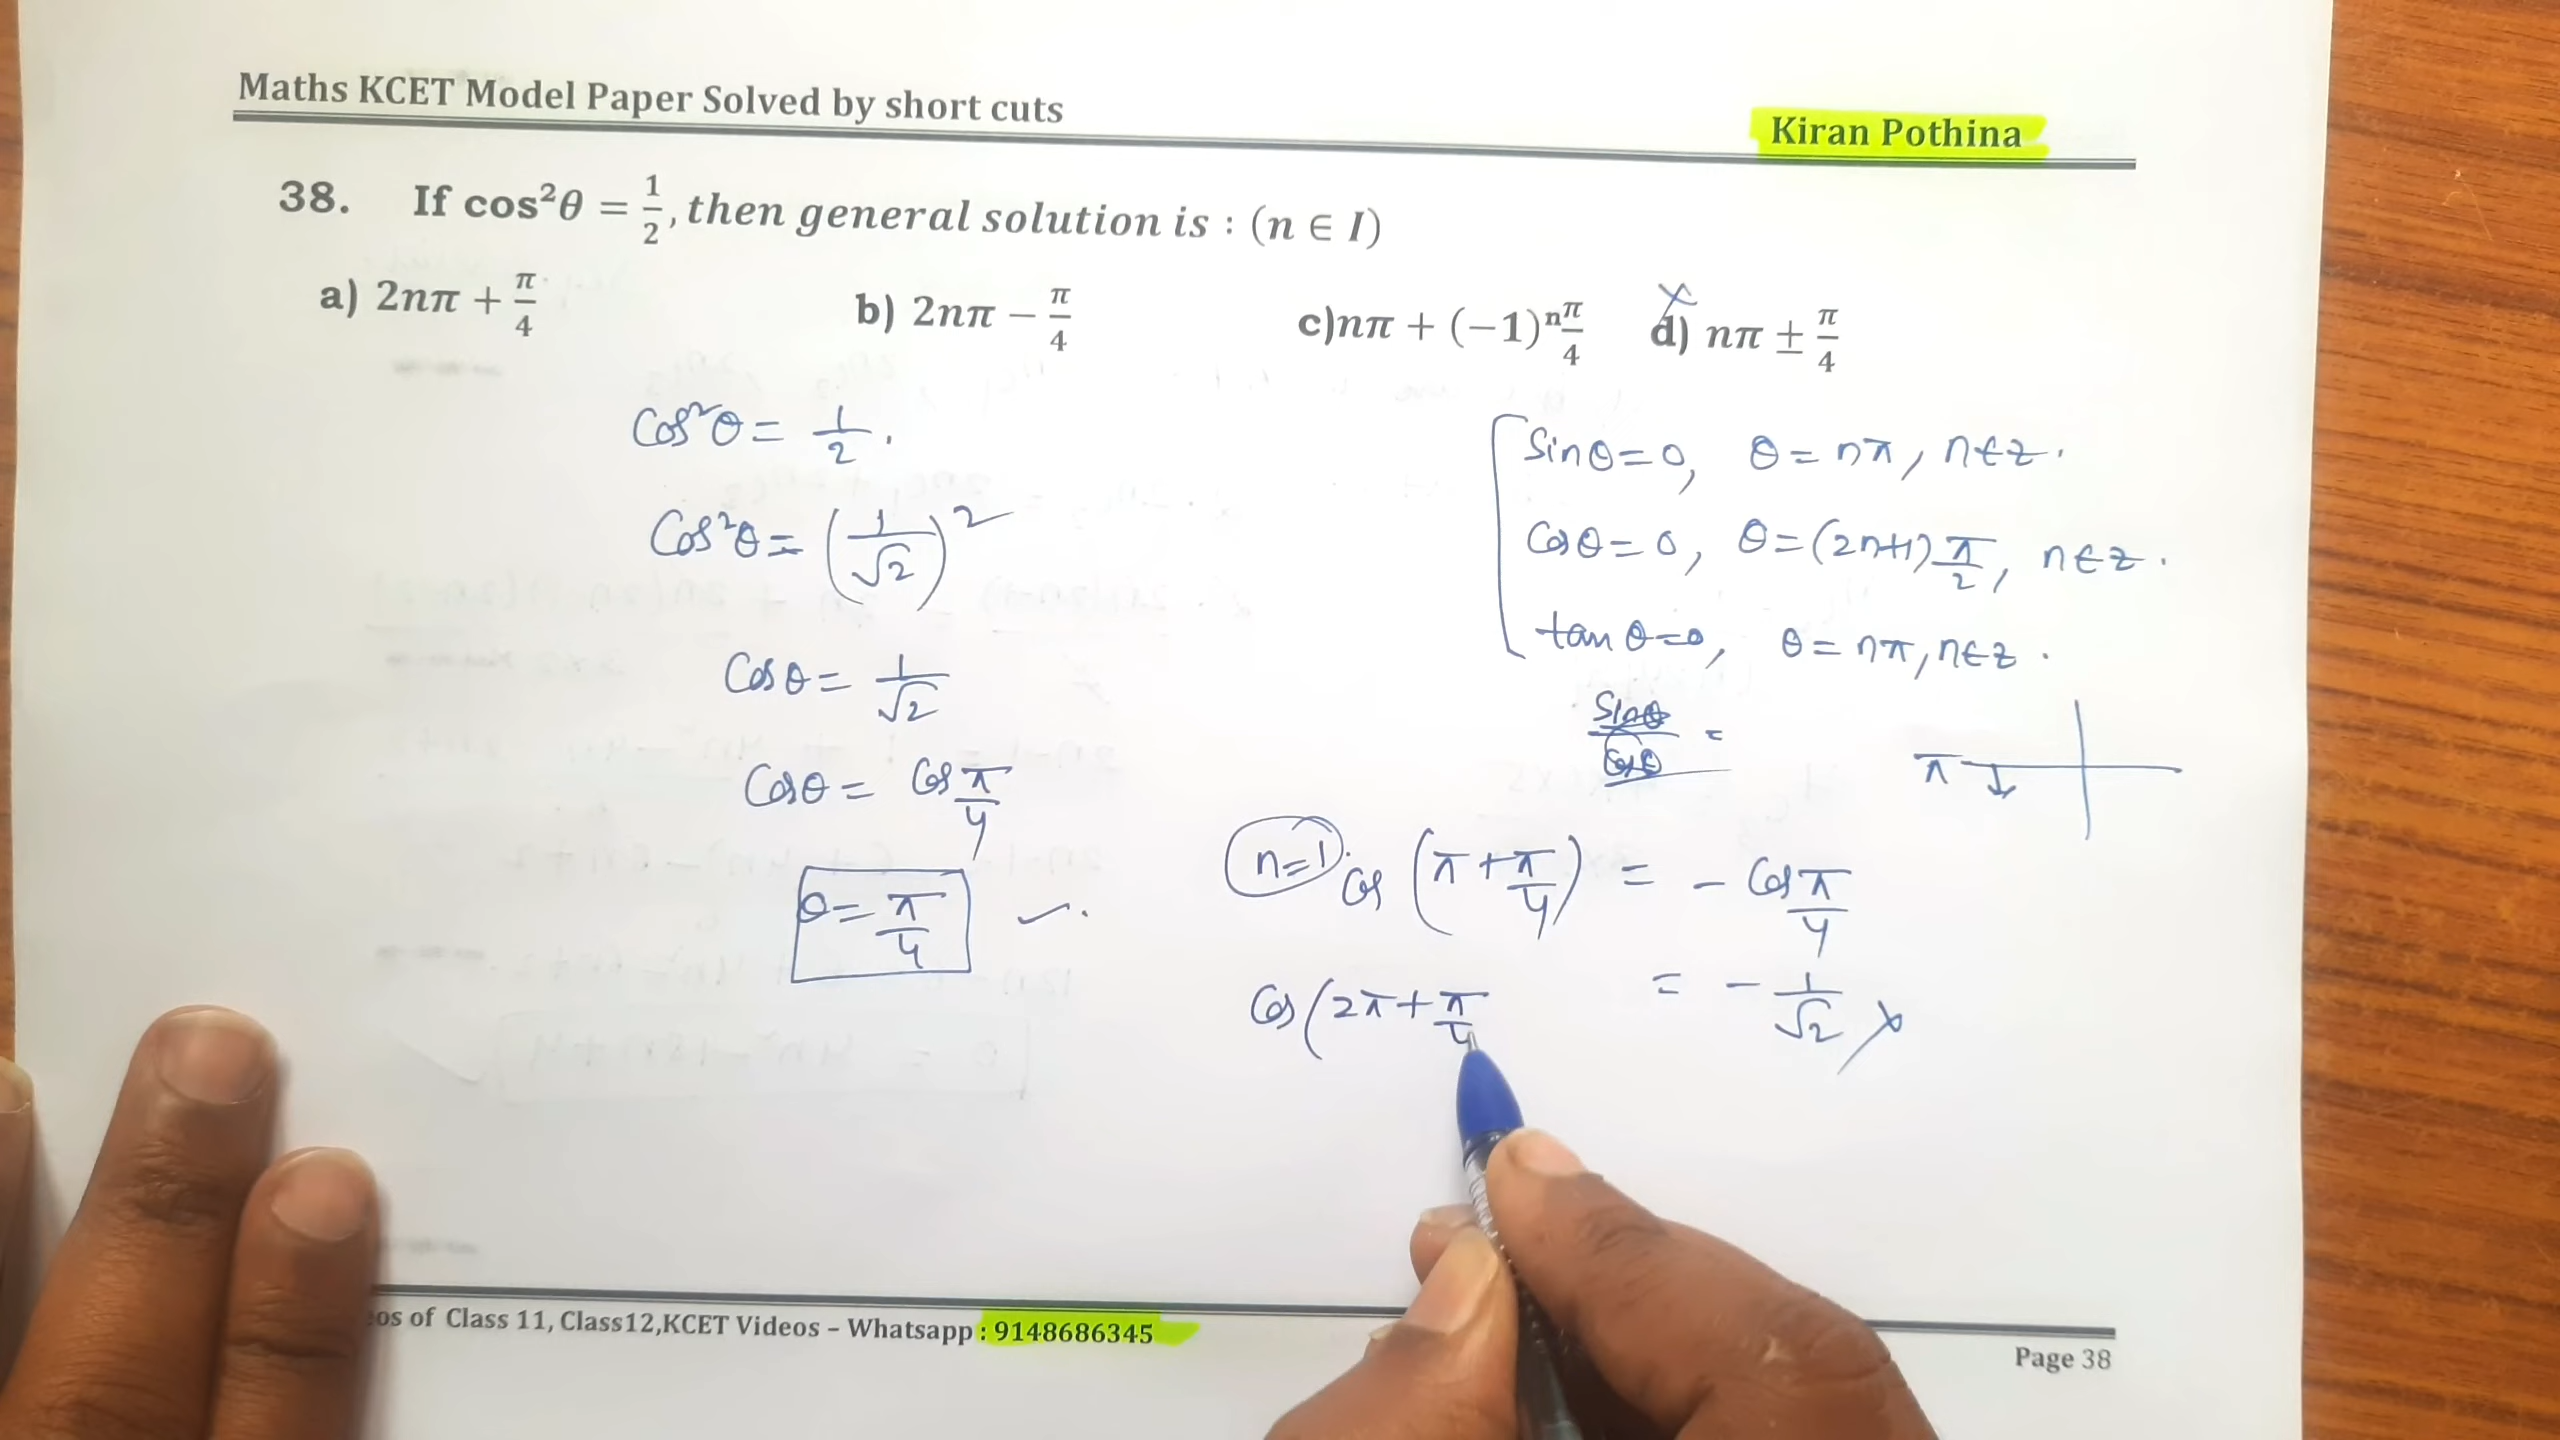 Maths KCET Model Paper Solved by short cuts
Kiran Pothina
38. If cos²θ = 1/2, then general solution is : (n ∈ I)
a) 2nπ + π/4 b) 2nπ − π/4 c)nπ + (−1)ⁿπ/4 d) nπ ± π/4
Cos²θ = 1/2.
Cos²θ = (1/√2)²
Cosθ = 1/√2
Cosθ = Cos π/4
θ = π/4
Sinθ=0, θ = nπ, n∈z.
Cosθ=0, θ=(2n+1)π/2, n∈z.
tanθ=0, θ = nπ, n∈z.
Sinθ/Cosθ =
π
n=1. Cos(π+π/4) = - Cos π/4
= - 1/√2
Cos(2π+π/4
os of Class 11, Class12,KCET Videos – Whatsapp : 9148686345
Page 38